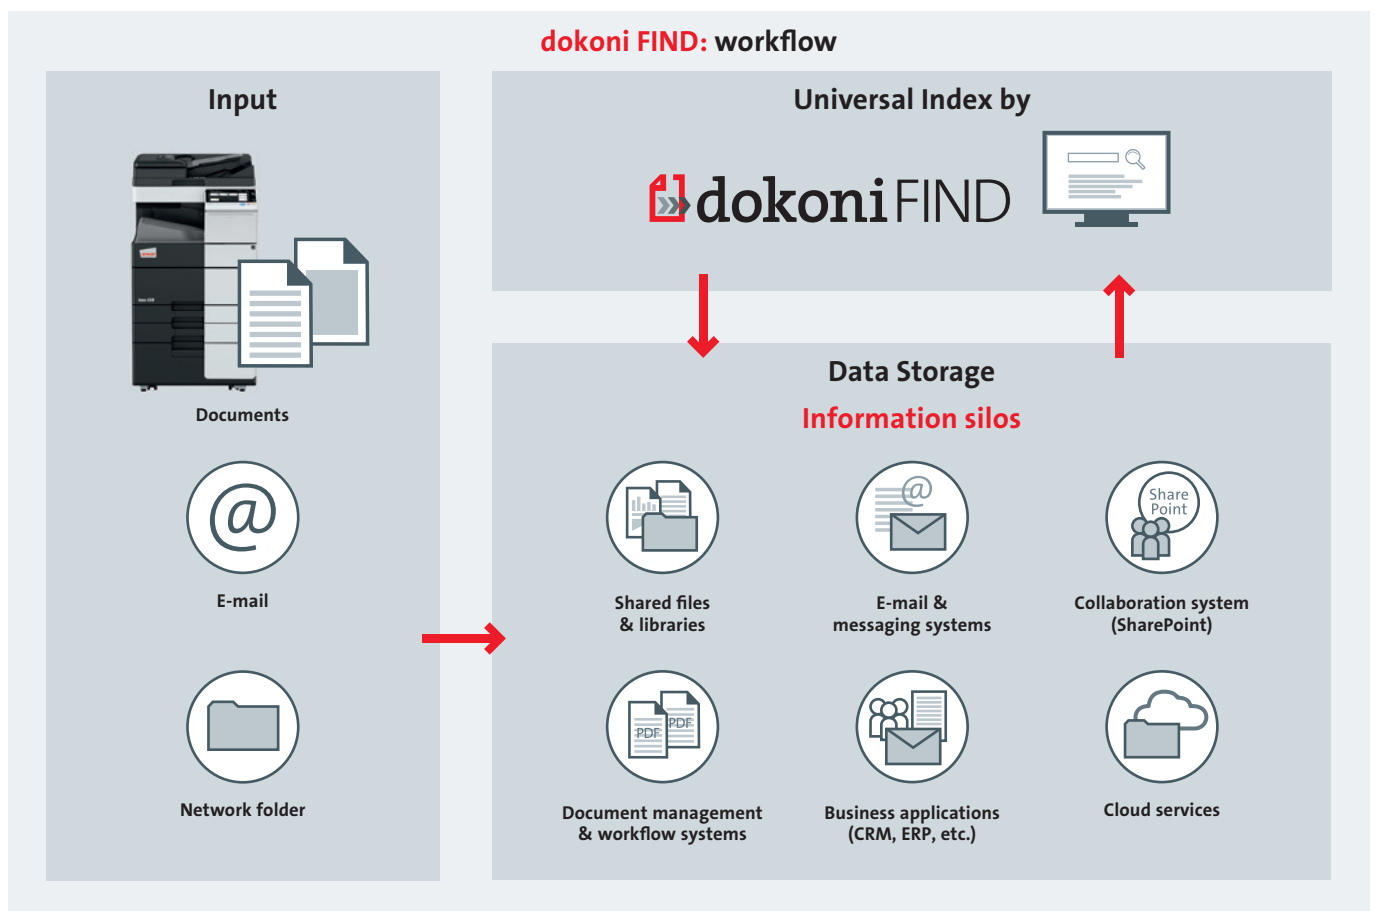 dokoni FIND: workflow
Input
Documents
@
E-mail
Network folder
Universal Index by
dokoni FIND
Data Storage
Information silos
Shared files
& libraries
@
E-mail &
messaging systems
Share
Point
Collaboration system
(SharePoint)
PDF
PDF
Document management
& workflow systems
Business applications
(CRM, ERP, etc.)
Cloud services